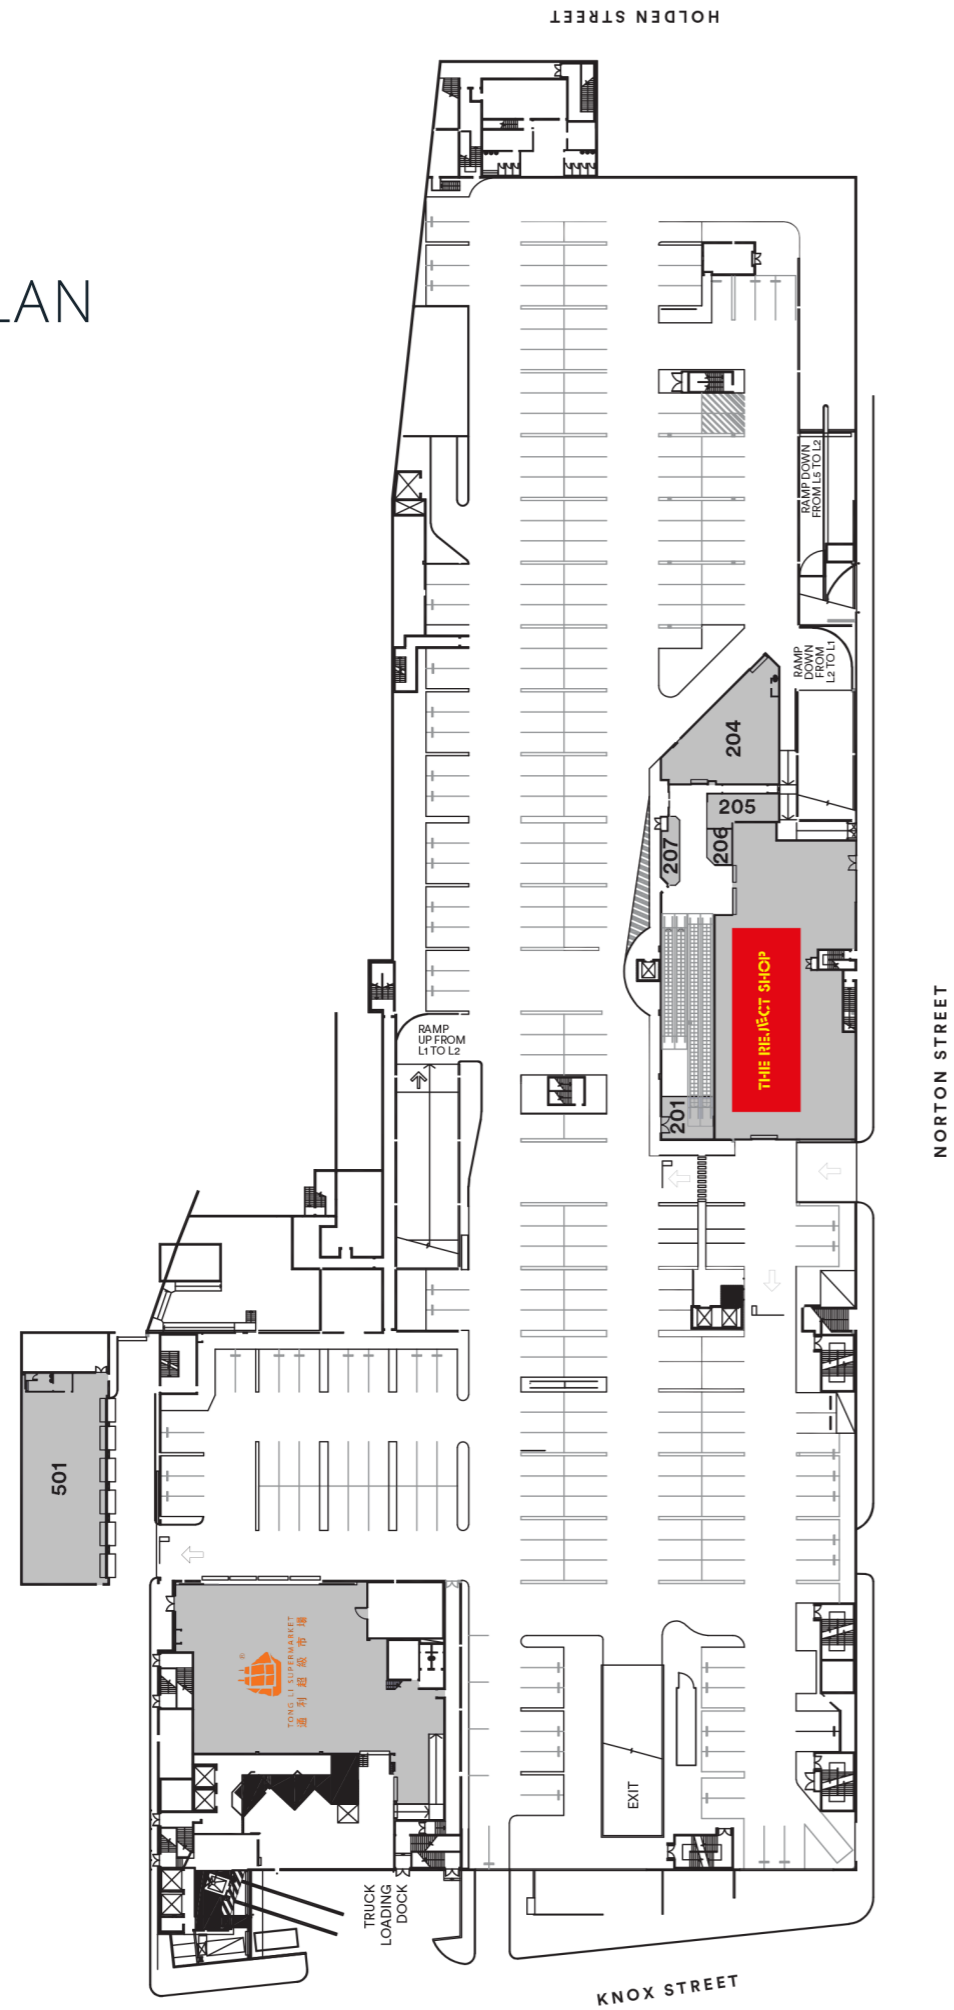 HOLDEN STREET
LAN
RAMP DOWN
FROM L5 TO L2
RAMP
DOWN
FROM
L2 TO L1
204
205
206
207
THE REJECT SHOP
NORTON STREET
RAMP
UP FROM
L1 TO L2
201
501
®
TONG LI SUPERMARKET
通利超級市場
EXIT
TRUCK
LOADING
DOCK
KNOX STREET